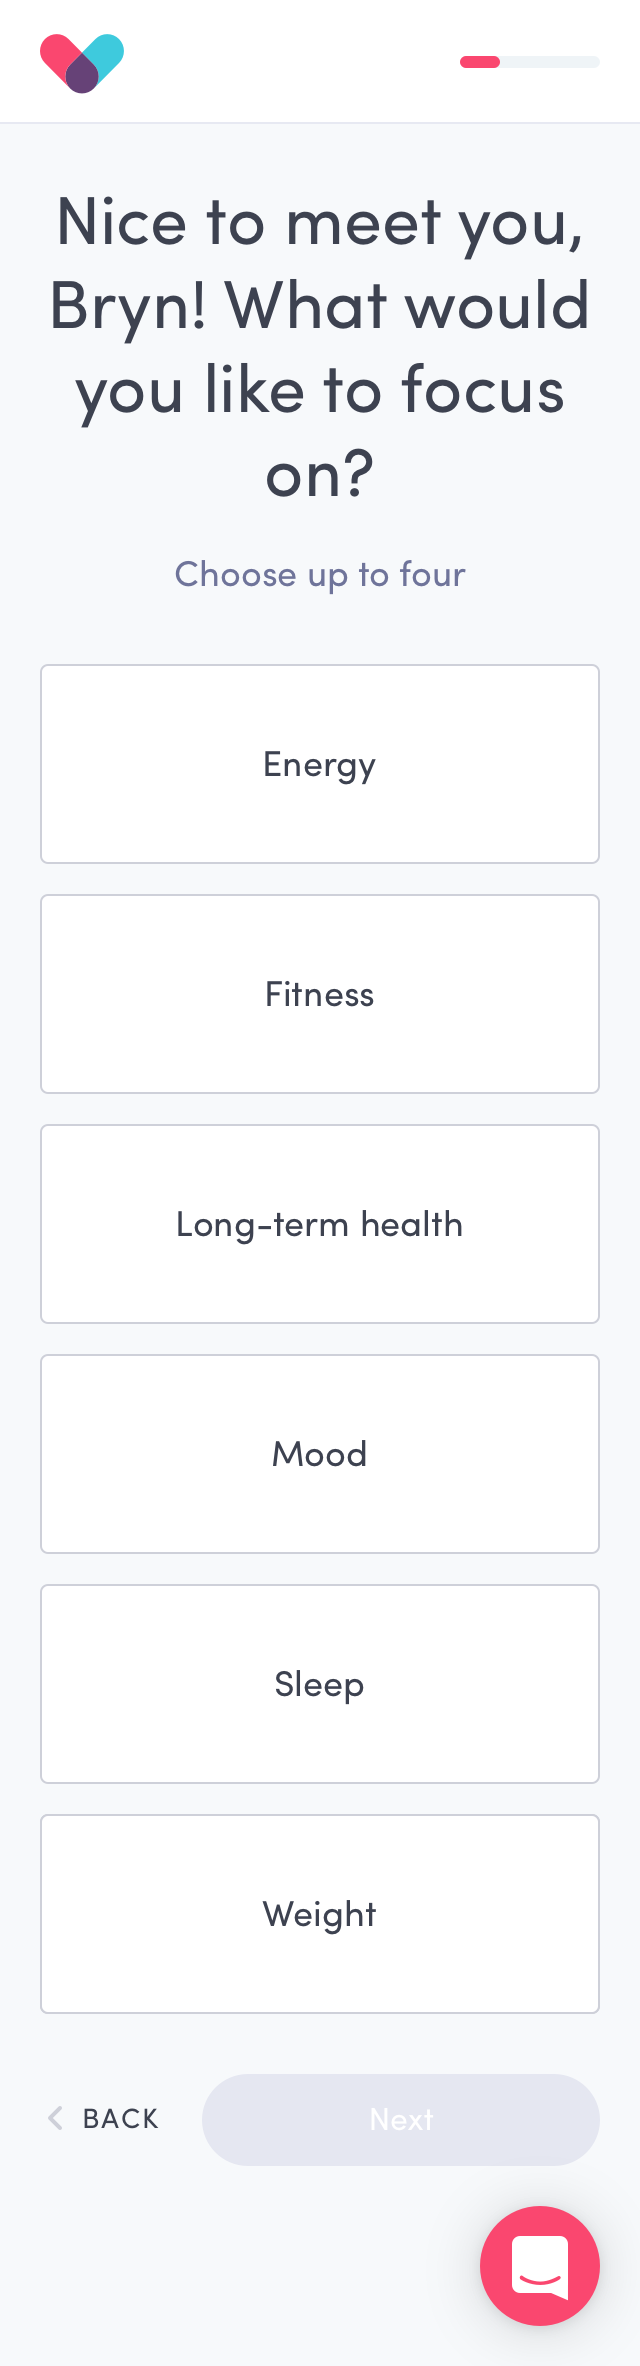 Nice to meet you,
Bryn! What would
you like to focus
on?
Choose up to four
Energy
Fitness
Long-term health
Mood
Sleep
Weight
BACK
Next